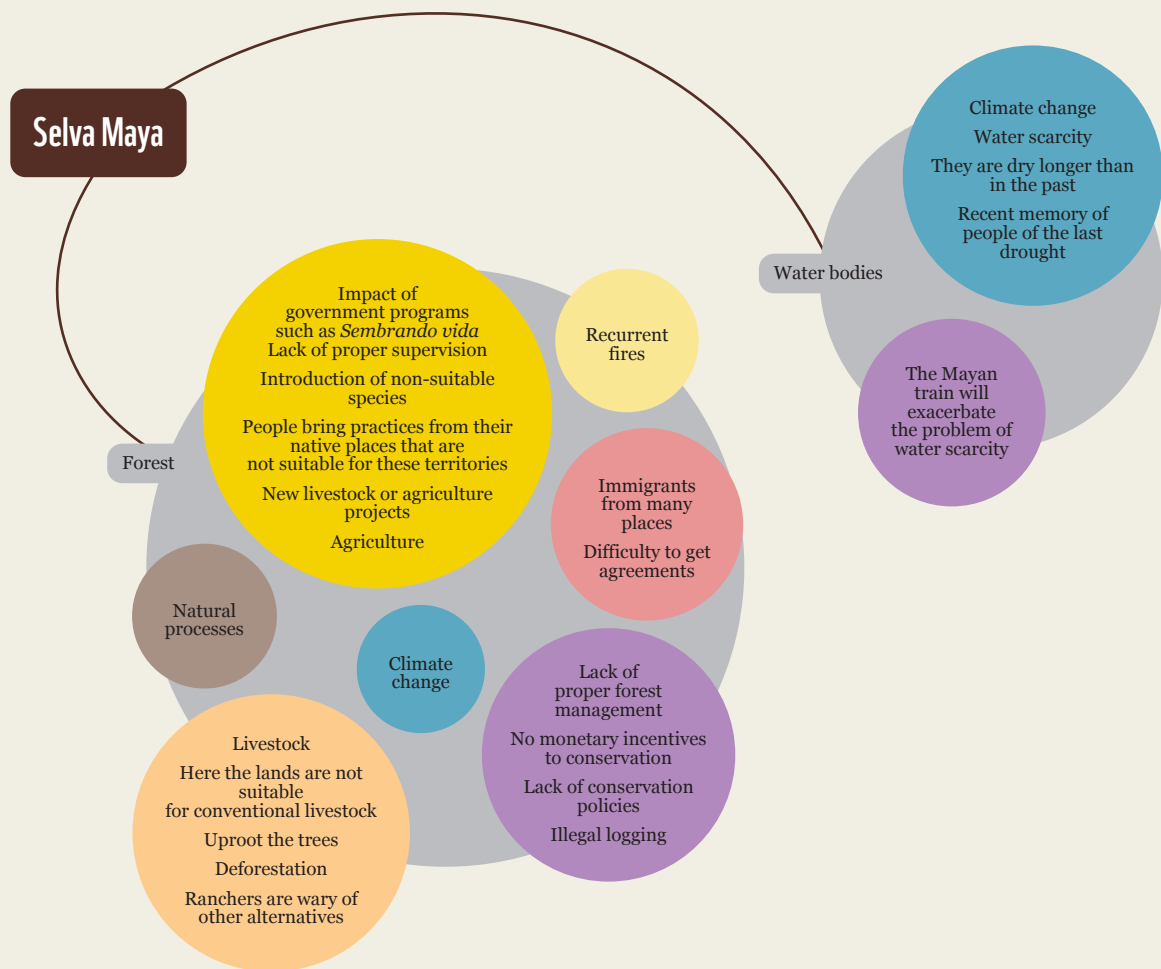 Selva Maya
Forest
Impact of
government programs
such as Sembrando vida
Lack of proper supervision
Introduction of non-suitable
species
People bring practices from their
native places that are
not suitable for these territories
New livestock or agriculture
projects
Agriculture
Recurrent
fires
Immigrants
from many
places
Difficulty to get
agreements
Natural
processes
Climate
change
Lack of
proper forest
management
No monetary incentives
to conservation
Lack of conservation
policies
Illegal logging
Livestock
Here the lands are not
suitable
for conventional livestock
Uproot the trees
Deforestation
Ranchers are wary of
other alternatives
Water bodies
Climate change
Water scarcity
They are dry longer than
in the past
Recent memory of
people of the last
drought
The Mayan
train will
exacerbate
the problem of
water scarcity